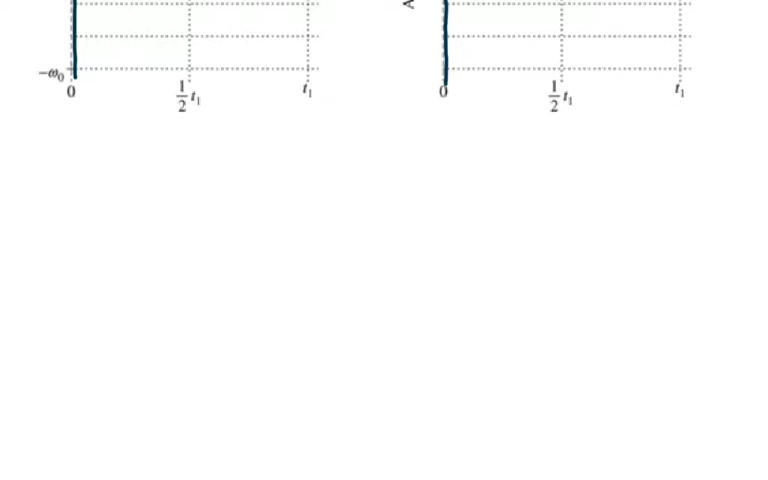 A
−ω₀
0 1/2 t₁ t₁
0 1/2 t₁ t₁